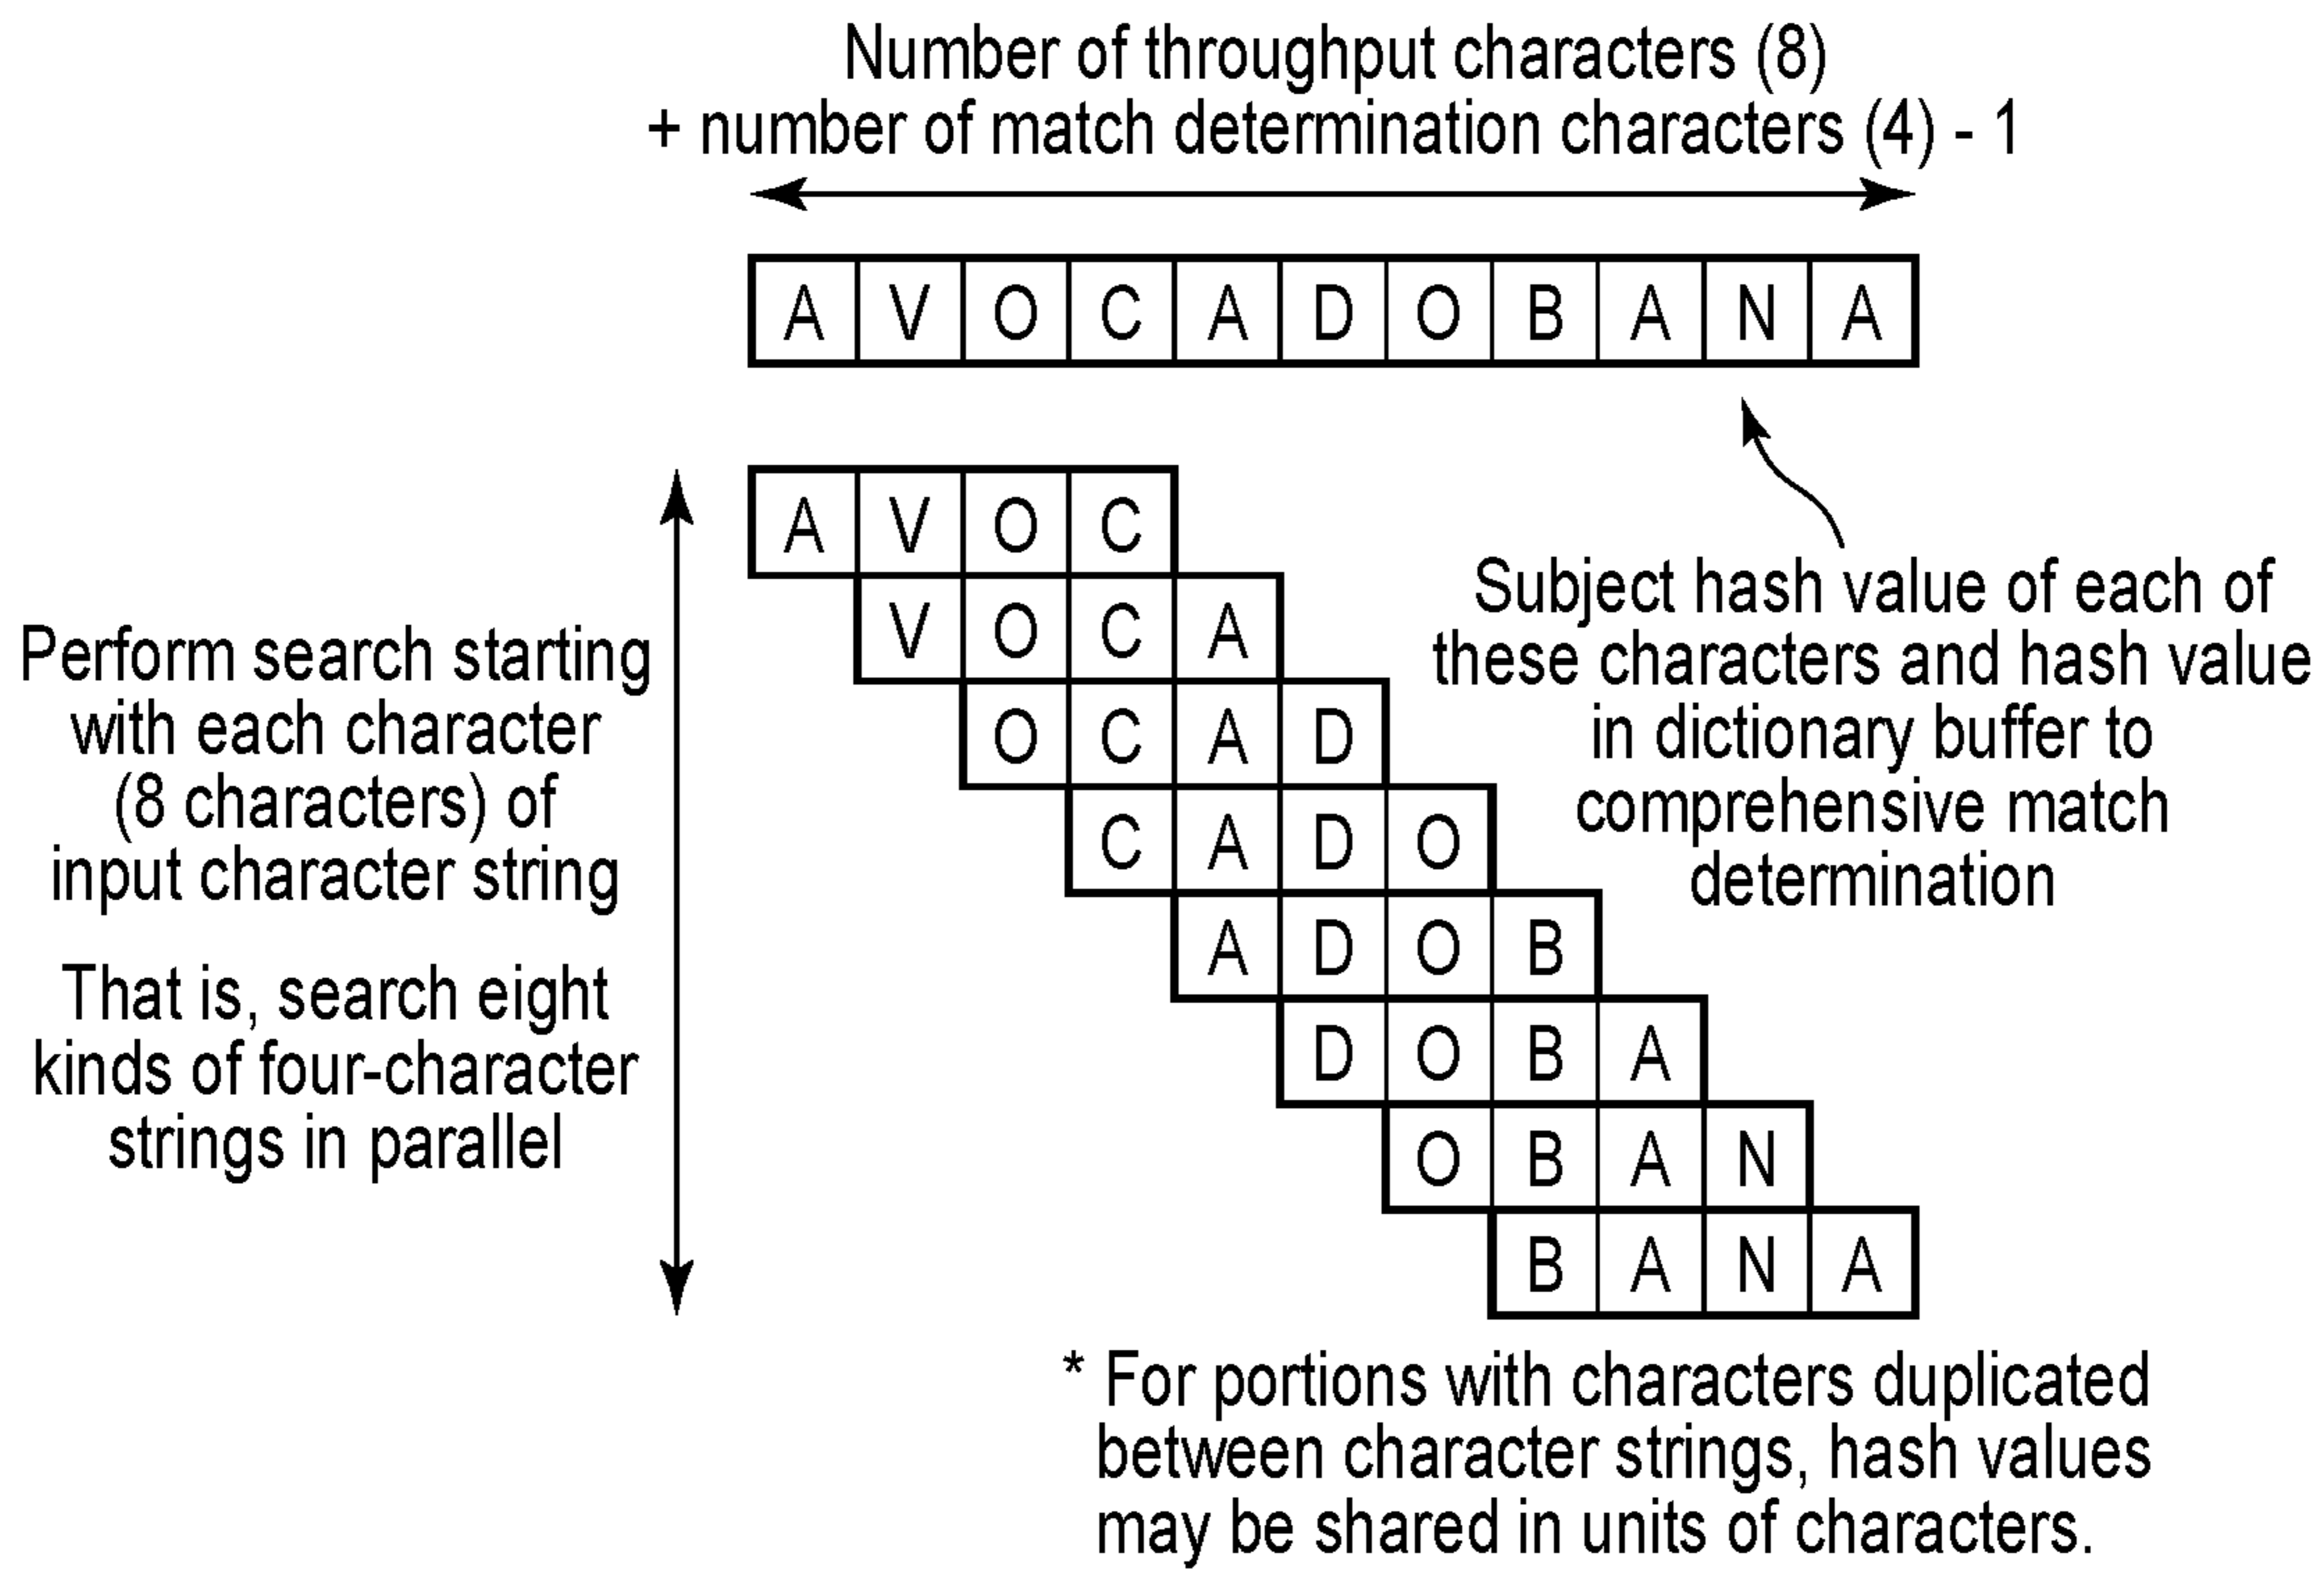 Number of throughput characters (8)
+ number of match determination characters (4) - 1
A V O C A D O B A N A
A V O C
V O C A
O C A D
C A D O
A D O B
D O B A
O B A N
B A N A
Perform search starting
with each character
(8 characters) of
input character string
That is, search eight
kinds of four-character
strings in parallel
Subject hash value of each of
these characters and hash value
in dictionary buffer to
comprehensive match
determination
* For portions with characters duplicated
between character strings, hash values
may be shared in units of characters.